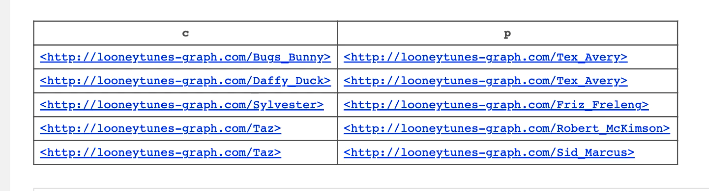 c p
<http://looneytunes-graph.com/Bugs_Bunny> <http://looneytunes-graph.com/Tex_Avery>
<http://looneytunes-graph.com/Daffy_Duck> <http://looneytunes-graph.com/Tex_Avery>
<http://looneytunes-graph.com/Sylvester> <http://looneytunes-graph.com/Friz_Freleng>
<http://looneytunes-graph.com/Taz> <http://looneytunes-graph.com/Robert_McKimson>
<http://looneytunes-graph.com/Taz> <http://looneytunes-graph.com/Sid_Marcus>